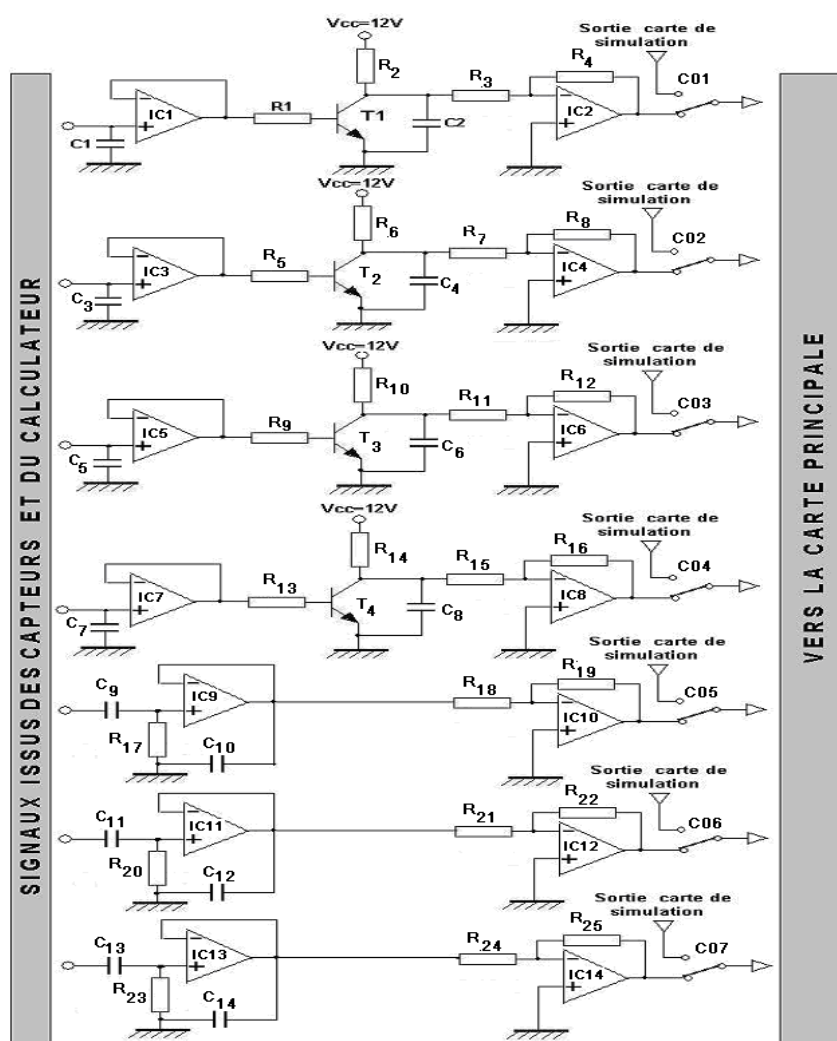 SIGNAUX ISSUS DES CAPTEURS ET DU CALCULATEUR
VERS LA CARTE PRINCIPALE
Vcc=12V
Sortie carte de
simulation
R2
R.3
R4
C01
IC1
R1
T1
C2
IC2
C1
Vcc=12V
Sortie carte de
simulation
R.6
R7
R8
C02
IC3
R5
T2
C4
IC4
C3
Vcc=12V
Sortie carte de
simulation
R10
R11
R12
C03
IC5
R9
T3
C6
IC6
C5
Vcc=12V
Sortie carte de
simulation
R14
R15
R16
C04
IC7
R13
T4
C8
IC8
C7
Sortie carte de
simulation
C9
IC9
R18
R19
C05
R17
C10
IC10
Sortie carte de
simulation
C11
IC11
R21
R22
C06
R20
C12
IC12
Sortie carte de
simulation
C13
IC13
R.24
R25
C07
R23
C14
IC14